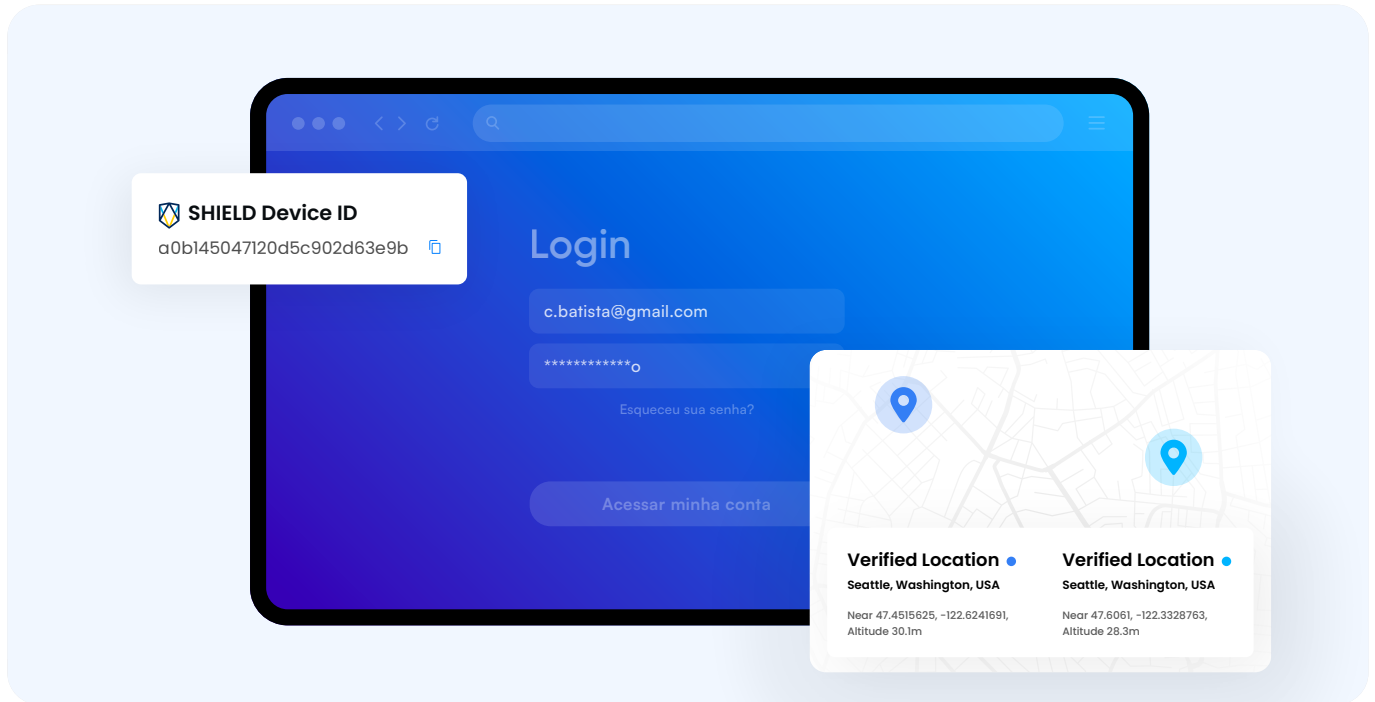 SHIELD Device ID
a0b145047120d5c902d63e9b
Login
c.batista@gmail.com
************o
Esqueceu sua senha?
Acessar minha conta
Verified Location
Seattle, Washington, USA
Near 47.4515625, -122.6241691,
Altitude 30.1m
Verified Location
Seattle, Washington, USA
Near 47.6061, -122.3328763,
Altitude 28.3m